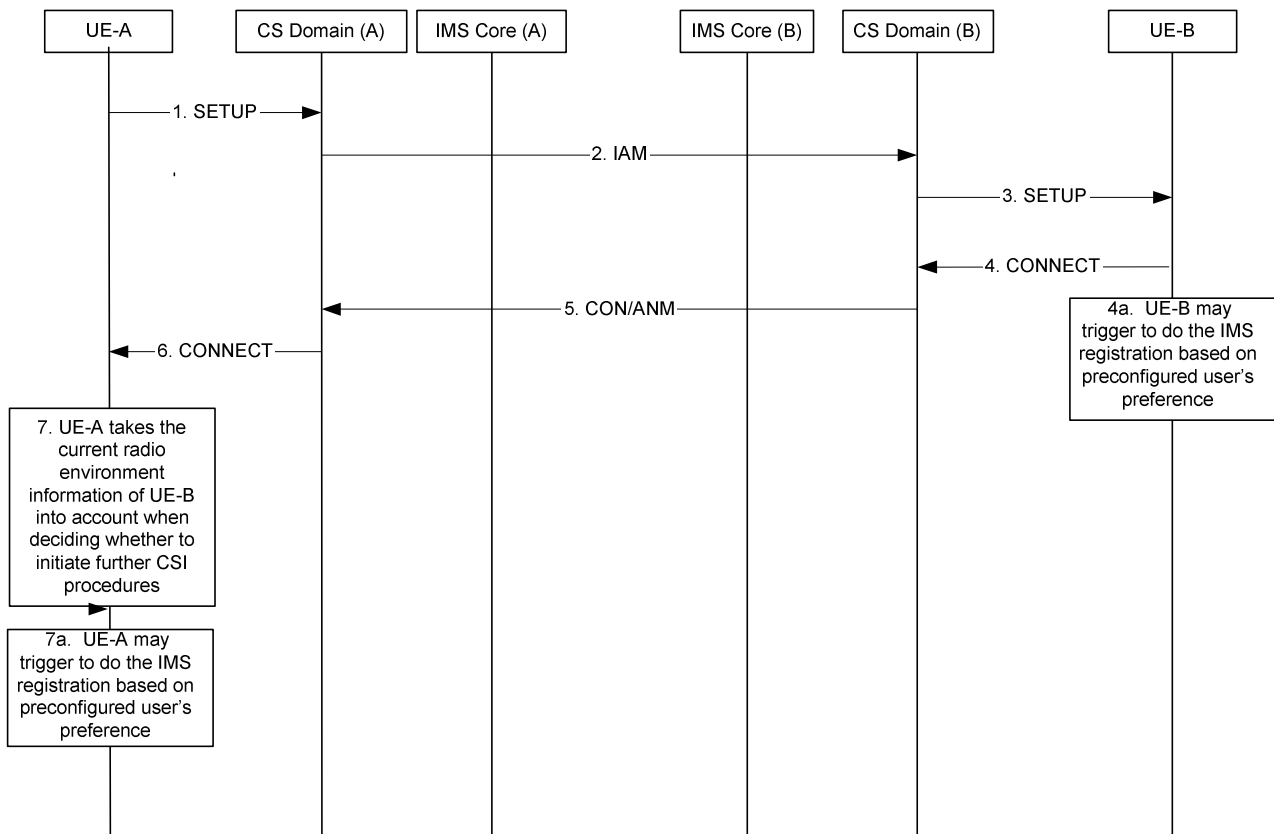 UE-A
CS Domain (A)
IMS Core (A)
IMS Core (B)
CS Domain (B)
UE-B
1. SETUP
2. IAM
3. SETUP
4. CONNECT
5. CON/ANM
4a. UE-B may
trigger to do the IMS
registration based on
preconfigured user's
preference
6. CONNECT
7. UE-A takes the
current radio
environment
information of UE-B
into account when
deciding whether to
initiate further CSI
procedures
7a. UE-A may
trigger to do the IMS
registration based on
preconfigured user's
preference